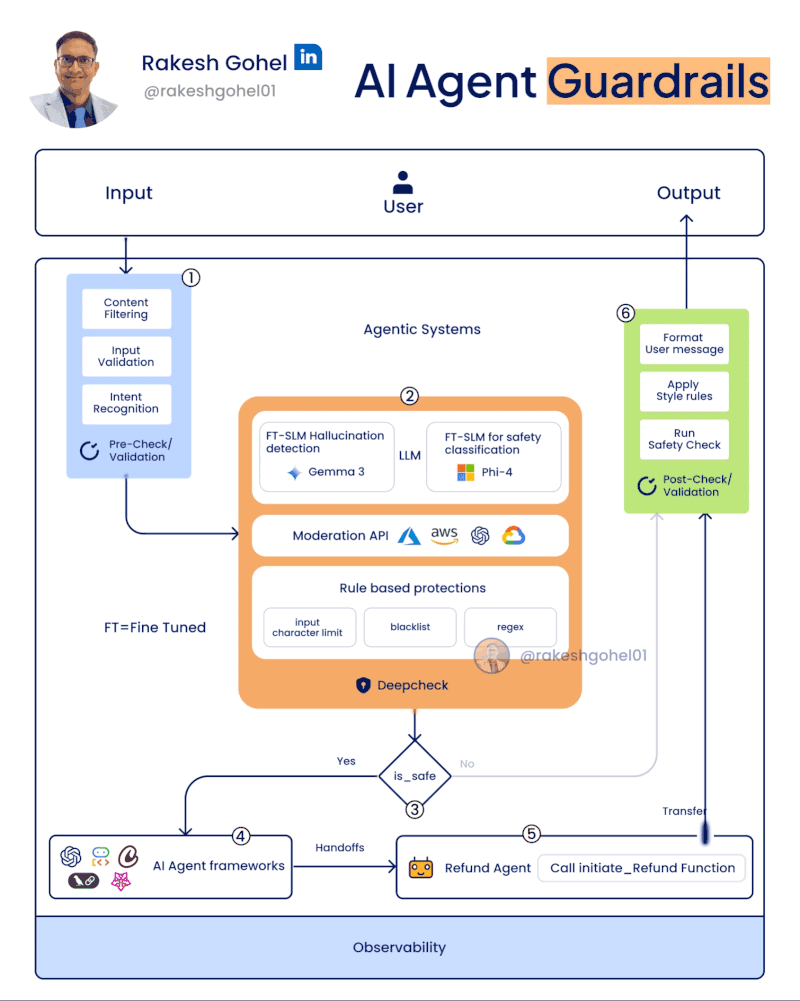 Rakesh Gohel in
@rakeshgohel01
AI Agent Guardrails
Input
User
Output
1
Content
Filtering
Input
Validation
Intent
Recognition
Pre-Check/
Validation
Agentic Systems
6
Format
User message
Apply
Style rules
Run
Safety Check
Post-Check/
Validation
2
FT-SLM Hallucination
detection
Gemma 3
LLM
FT-SLM for safety
classification
Phi-4
Moderation API
aws
Rule based protections
input
character limit
blacklist
regex
@rakeshgohel01
Deepcheck
FT=Fine Tuned
Yes
is_safe
No
3
Transfer
4
AI Agent frameworks
Handoffs
5
Refund Agent
Call initiate_Refund Function
Observability